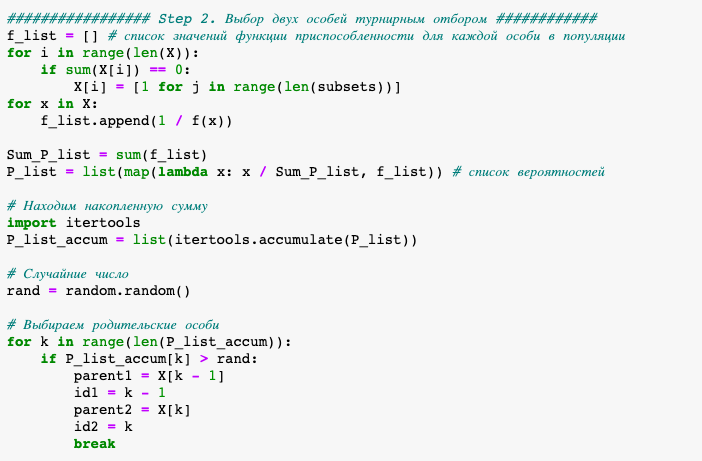 ################# Step 2. Выбор двух особей турнирным отбором ############
f_list = [] # список значений функции приспособленности для каждой особи в популяции
for i in range(len(X)):
    if sum(X[i]) == 0:
        X[i] = [1 for j in range(len(subsets))]
for x in X:
    f_list.append(1 / f(x))

Sum_P_list = sum(f_list)
P_list = list(map(lambda x: x / Sum_P_list, f_list)) # список вероятностей

# Находим накопленную сумму
import itertools
P_list_accum = list(itertools.accumulate(P_list))

# Случайние число
rand = random.random()

# Выбираем родительские особи
for k in range(len(P_list_accum)):
    if P_list_accum[k] > rand:
        parent1 = X[k - 1]
        id1 = k - 1
        parent2 = X[k]
        id2 = k
        break